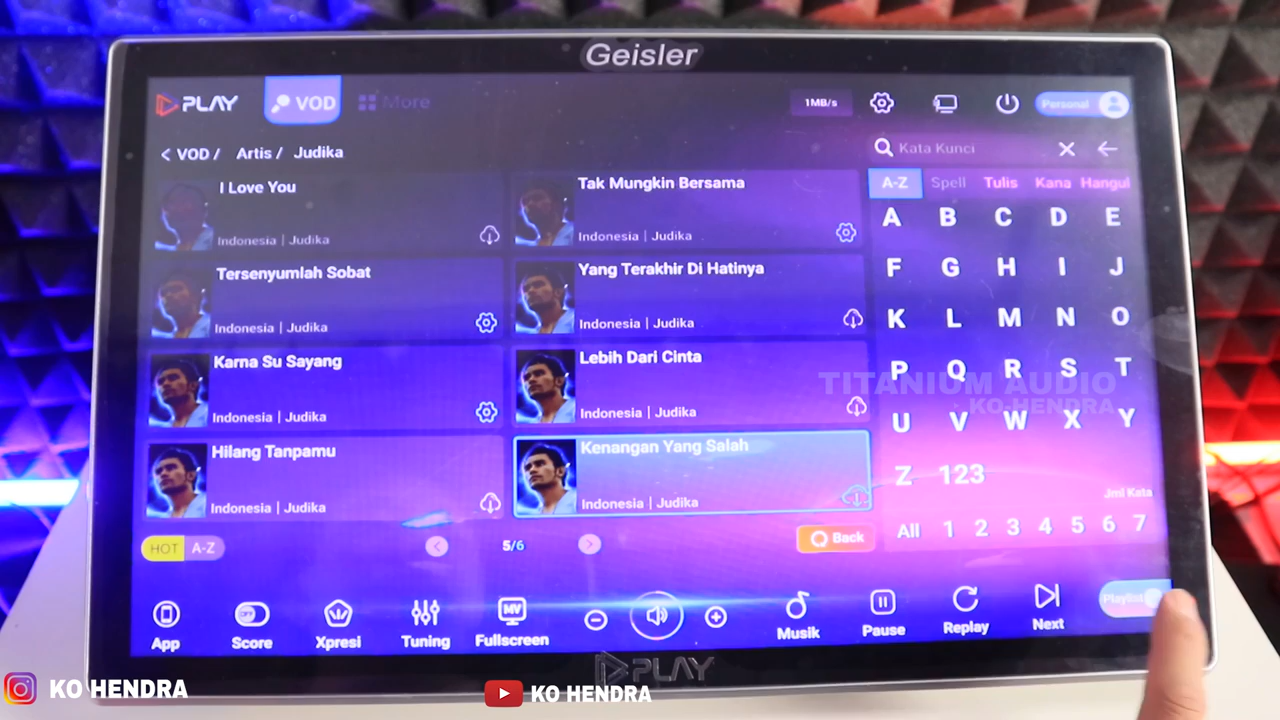 Geisler
PLAY VOD More 1MB/s Personal
< VOD / Artis / Judika
Kata Kunci
I Love You
Indonesia | Judika
Tak Mungkin Bersama
Indonesia | Judika
Tersenyumlah Sobat
Indonesia | Judika
Yang Terakhir Di Hatinya
Indonesia | Judika
Karna Su Sayang
Indonesia | Judika
Lebih Dari Cinta
Indonesia | Judika
Hilang Tanpamu
Indonesia | Judika
Kenangan Yang Salah
Indonesia | Judika
A-Z Spell Tulis Kana Hangul
A B C D E
F G H I J
K L M N O
P Q R S T
U V W X Y
Z 123
Jml Kata
All 1 2 3 4 5 6 7
TITANIUM AUDIO
KO HENDRA
HOT A-Z
5/6
Back
App
OFF
Score
Xpresi
Tuning
MV
Fullscreen
Musik
Pause
Replay
Next
Playlist
PLAY
KO HENDRA
KO HENDRA